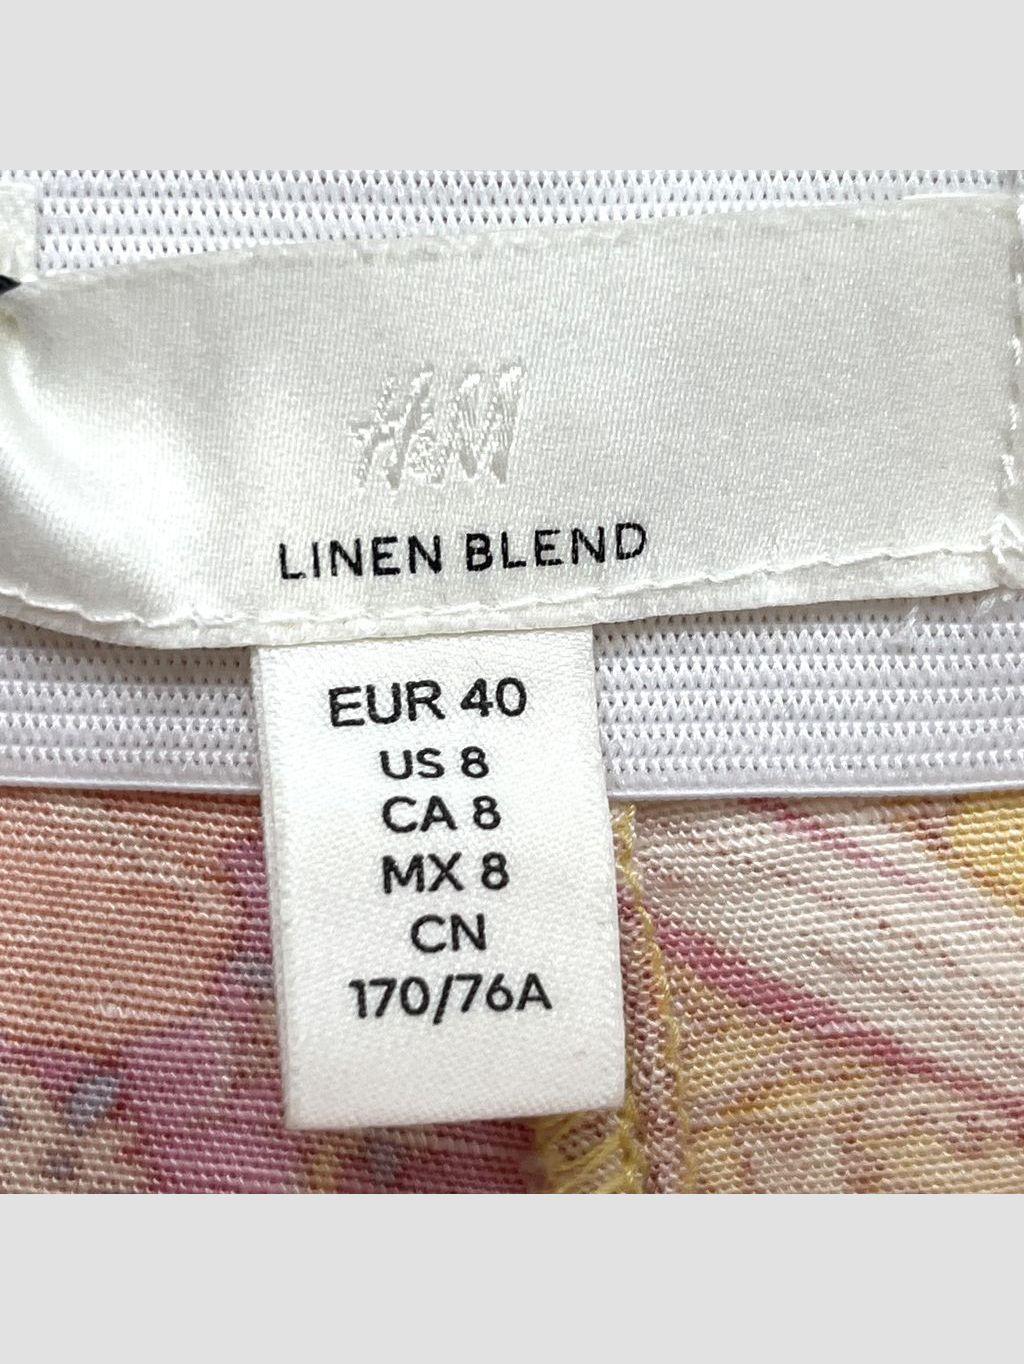 H&M
LINEN BLEND
EUR 40
US 8
CA 8
MX 8
CN
170/76A